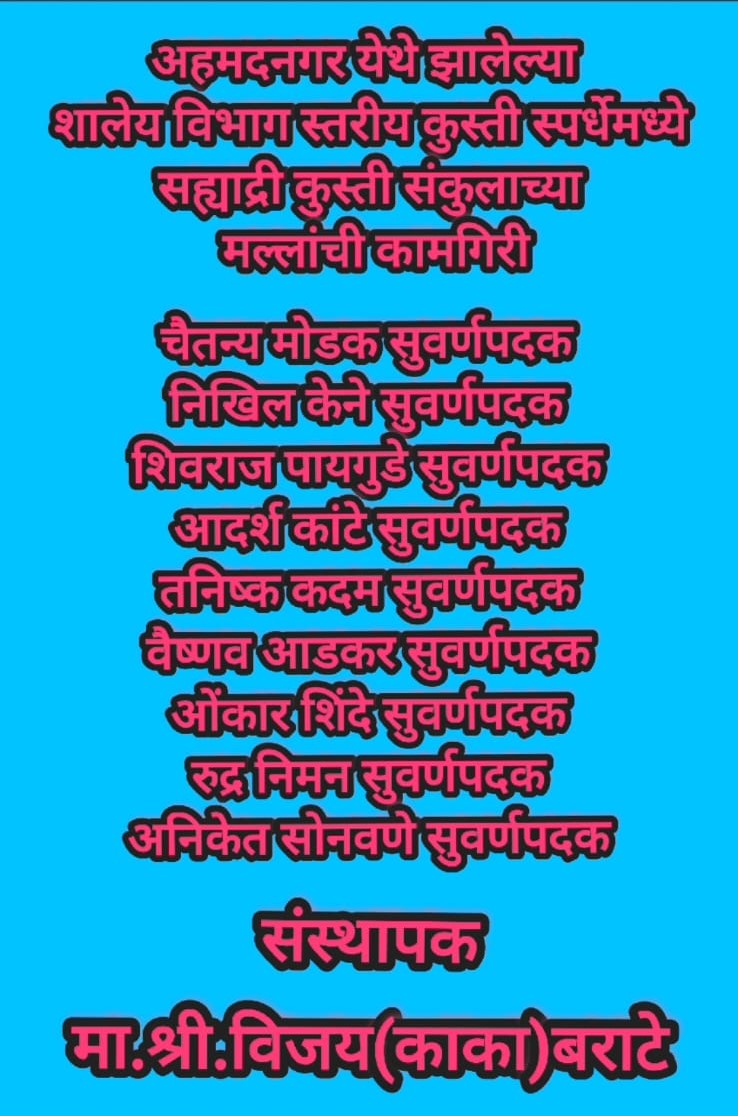 अहमदनगर येथे झालेल्या
शालेय विभाग स्तरीय कुस्ती स्पर्धेमध्ये
सह्याद्री कुस्ती संकुलाच्या
मल्लांची कामगिरी
चैतन्य मोडक सुवर्णपदक
निखिल केने सुवर्णपदक
शिवराज पायगुडे सुवर्णपदक
आदर्श कांटे सुवर्णपदक
तनिष्क कदम सुवर्णपदक
वैष्णव आडकर सुवर्णपदक
ओंकार शिंदे सुवर्णपदक
रुद्र निमन सुवर्णपदक
अनिकेत सोनवणे सुवर्णपदक
संस्थापक
मा.श्री.विजय(काका)बराटे